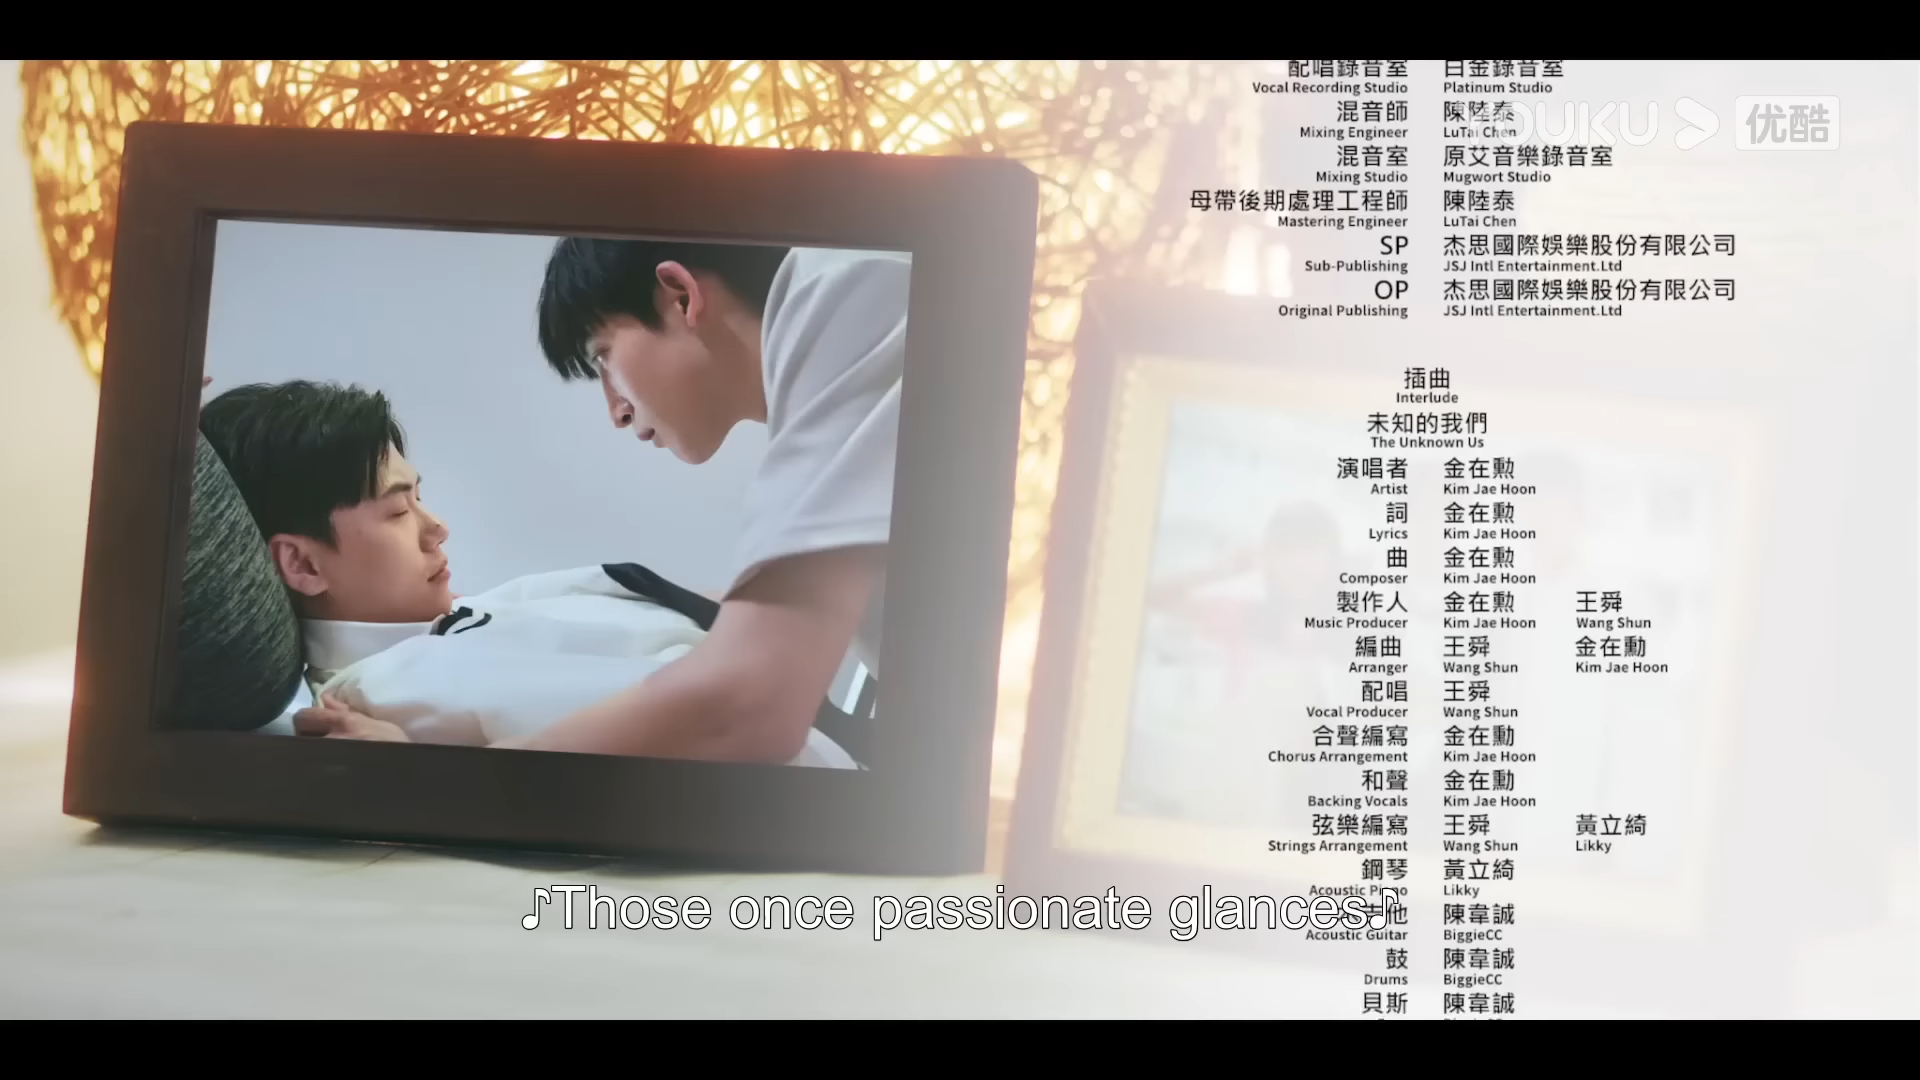 配唱錄音室 白金錄音室
Vocal Recording Studio Platinum Studio
混音師 陳陸泰
Mixing Engineer LuTai Chen
YOUKU 优酷
混音室 原艾音樂錄音室
Mixing Studio Mugwort Studio
母帶後期處理工程師 陳陸泰
Mastering Engineer LuTai Chen
SP 杰思國際娛樂股份有限公司
Sub-Publishing JSJ Intl Entertainment.Ltd
OP 杰思國際娛樂股份有限公司
Original Publishing JSJ Intl Entertainment.Ltd
插曲
Interlude
未知的我們
The Unknown Us
演唱者 金在勲
Artist Kim Jae Hoon
詞 金在勲
Lyrics Kim Jae Hoon
曲 金在勲
Composer Kim Jae Hoon
製作人 金在勲 王舜
Music Producer Kim Jae Hoon Wang Shun
編曲 王舜 金在勳
Arranger Wang Shun Kim Jae Hoon
配唱 王舜
Vocal Producer Wang Shun
合聲編寫 金在勳
Chorus Arrangement Kim Jae Hoon
和聲 金在勳
Backing Vocals Kim Jae Hoon
弦樂編寫 王舜 黃立綺
Strings Arrangement Wang Shun Likky
鋼琴 黃立綺
Acoustic Piano Likky
♪Those once passionate glances♪
吉他 陳韋誠
Acoustic Guitar BiggieCC
鼓 陳韋誠
Drums BiggieCC
貝斯 陳韋誠